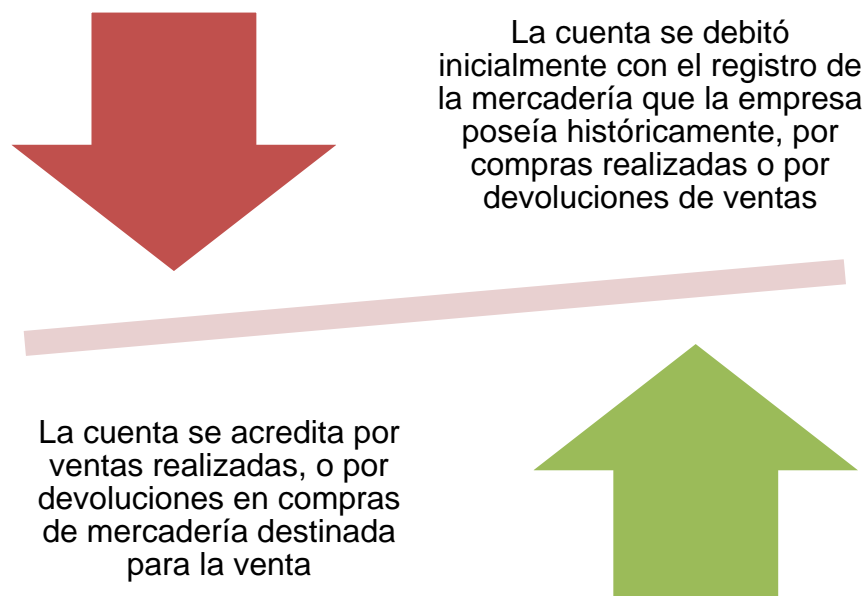 La cuenta se debitó
inicialmente con el registro de
la mercadería que la empresa
poseía históricamente, por
compras realizadas o por
devoluciones de ventas
La cuenta se acredita por
ventas realizadas, o por
devoluciones en compras
de mercadería destinada
para la venta